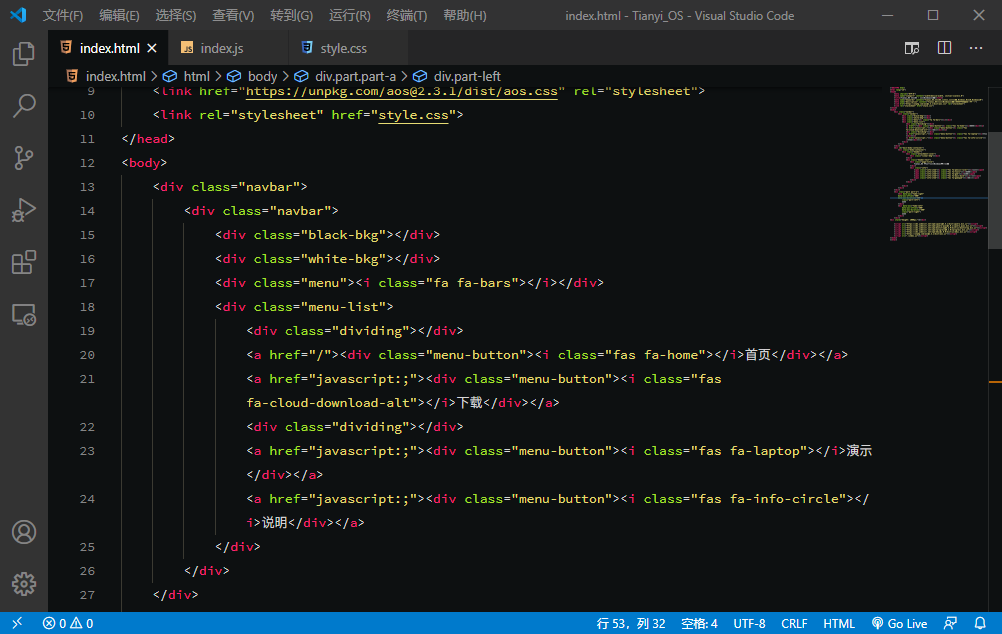 文件(F) 编辑(E) 选择(S) 查看(V) 转到(G) 运行(R) 终端(T) 帮助(H) index.html - Tianyi_OS - Visual Studio Code
index.html JS index.js style.css
index.html > html > body > div.part.part-a > div.part-left
9 <link href="https://unpkg.com/aos@2.3.1/dist/aos.css" rel="stylesheet">
10 <link rel="stylesheet" href="style.css">
11 </head>
12 <body>
13 <div class="navbar">
14 <div class="navbar">
15 <div class="black-bkg"></div>
16 <div class="white-bkg"></div>
17 <div class="menu"><i class="fa fa-bars"></i></div>
18 <div class="menu-list">
19 <div class="dividing"></div>
20 <a href="/"><div class="menu-button"><i class="fas fa-home"></i>首页</div></a>
21 <a href="javascript:;"><div class="menu-button"><i class="fas
fa-cloud-download-alt"></i>下载</div></a>
22 <div class="dividing"></div>
23 <a href="javascript:;"><div class="menu-button"><i class="fas fa-laptop"></i>演示
</div></a>
24 <a href="javascript:;"><div class="menu-button"><i class="fas fa-info-circle"></
i>说明</div></a>
25 </div>
26 </div>
27 </div>
0 0 行 53，列 32 空格: 4 UTF-8 CRLF HTML Go Live